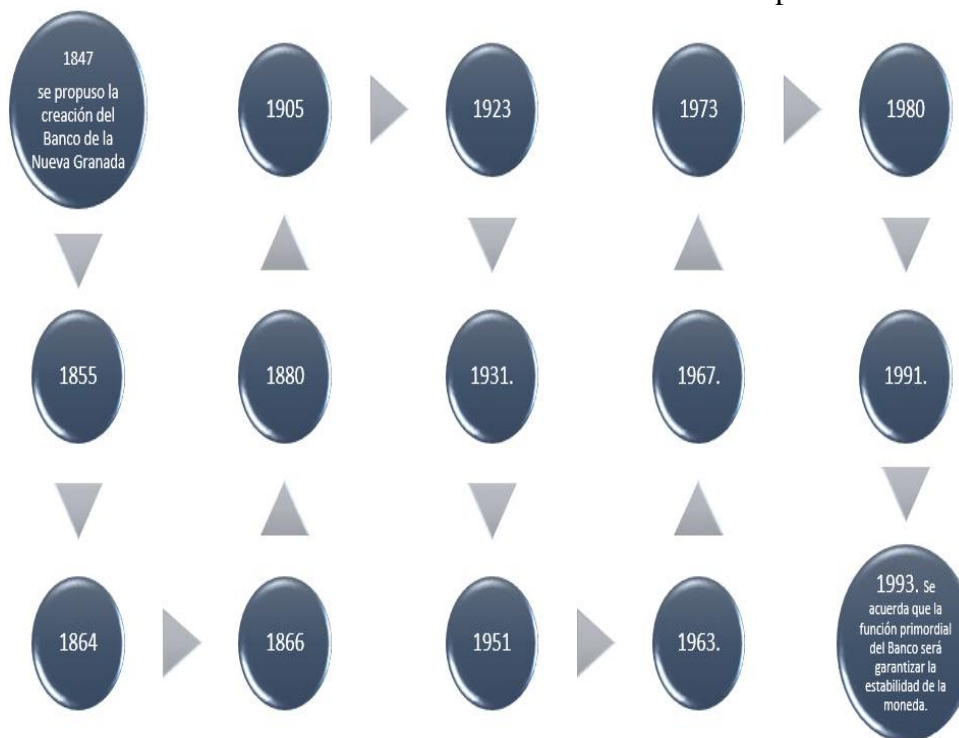 1847
se propuso la
creación del
Banco de la
Nueva Granada
1855
1864
1866
1880
1905
1923
1931.
1951
1963.
1967.
1973
1980
1991.
1993. Se
acuerda que la
función primordial
del Banco será
garantizar la
estabilidad de la
moneda.